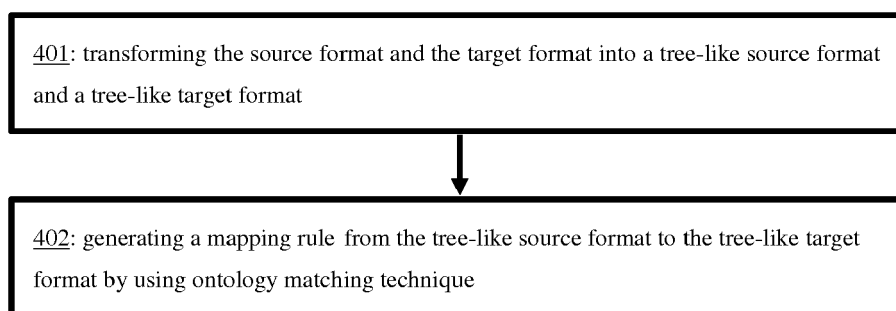 401: transforming the source format and the target format into a tree-like source format
and a tree-like target format
402: generating a mapping rule from the tree-like source format to the tree-like target
format by using ontology matching technique